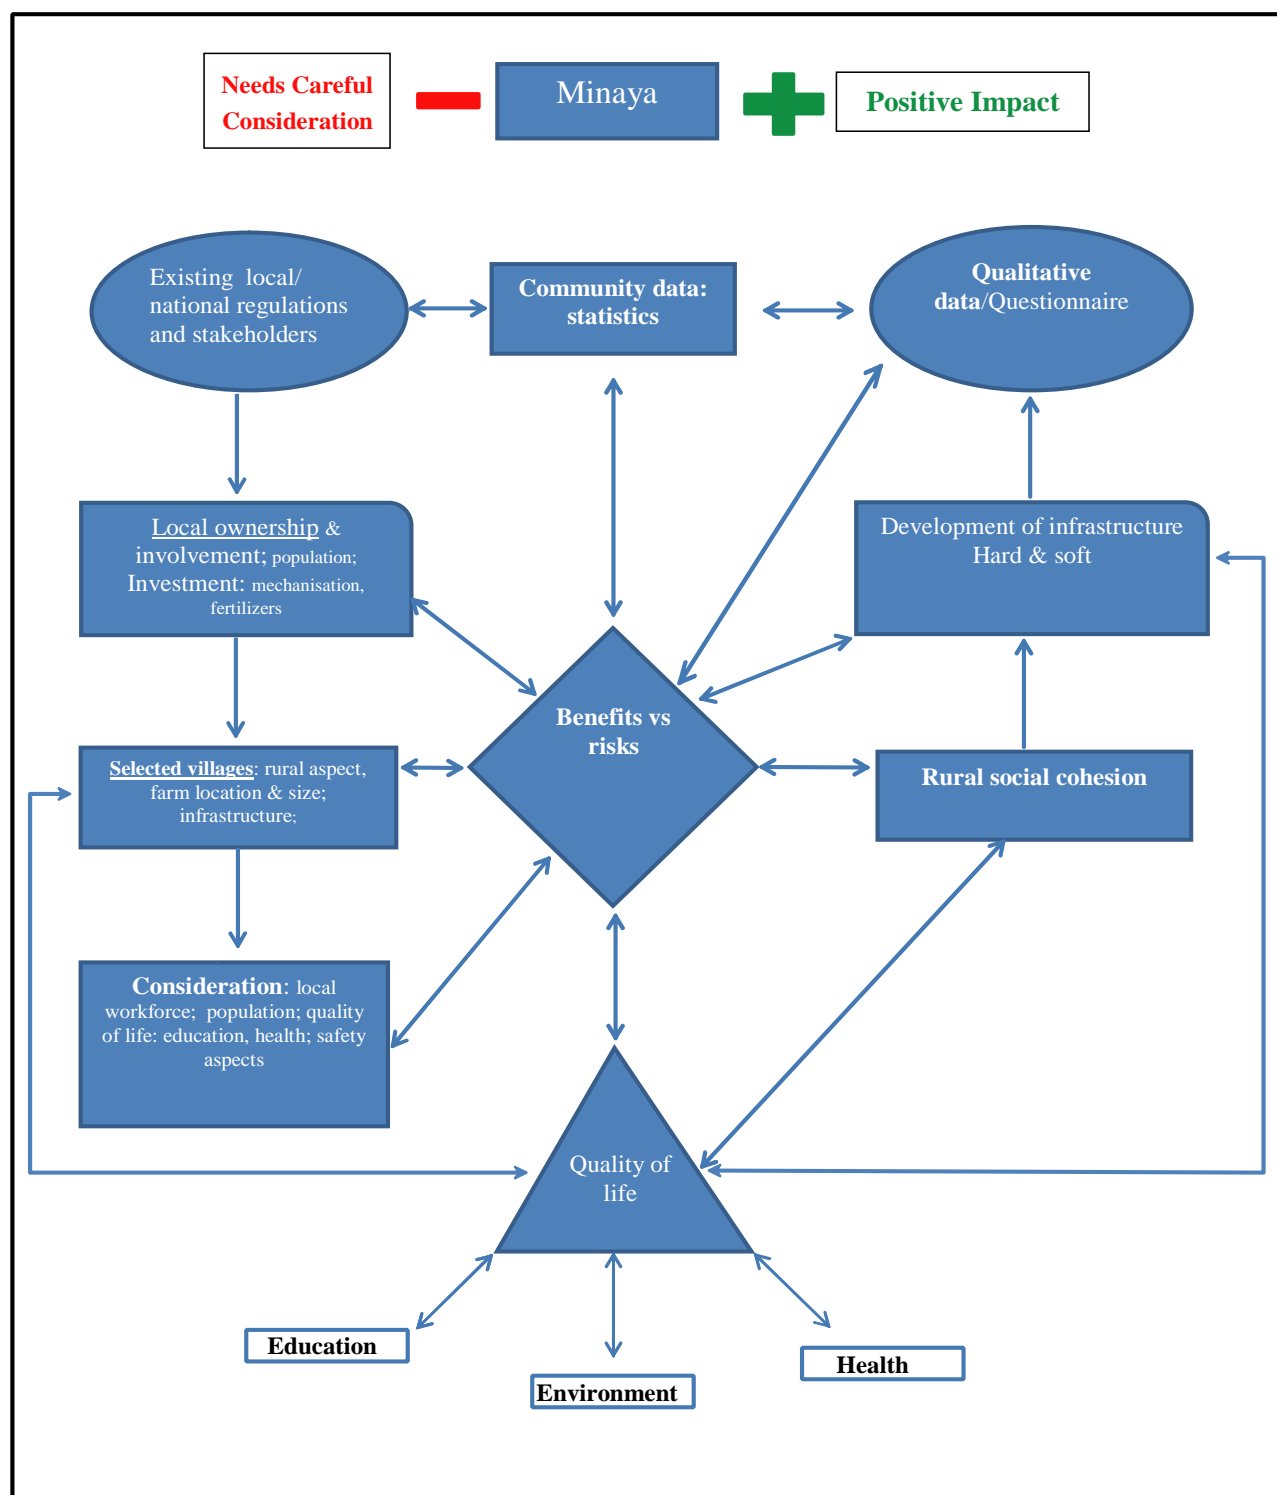 Needs Careful
Consideration
Minaya
Positive Impact
Existing local/
national regulations
and stakeholders
Community data:
statistics
Qualitative
data/Questionnaire
Local ownership &
involvement; population;
Investment: mechanisation,
fertilizers
Development of infrastructure
Hard & soft
Benefits vs
risks
Selected villages: rural aspect,
farm location & size;
infrastructure;
Rural social cohesion
Consideration: local
workforce; population; quality
of life: education, health; safety
aspects
Quality of
life
Education
Environment
Health